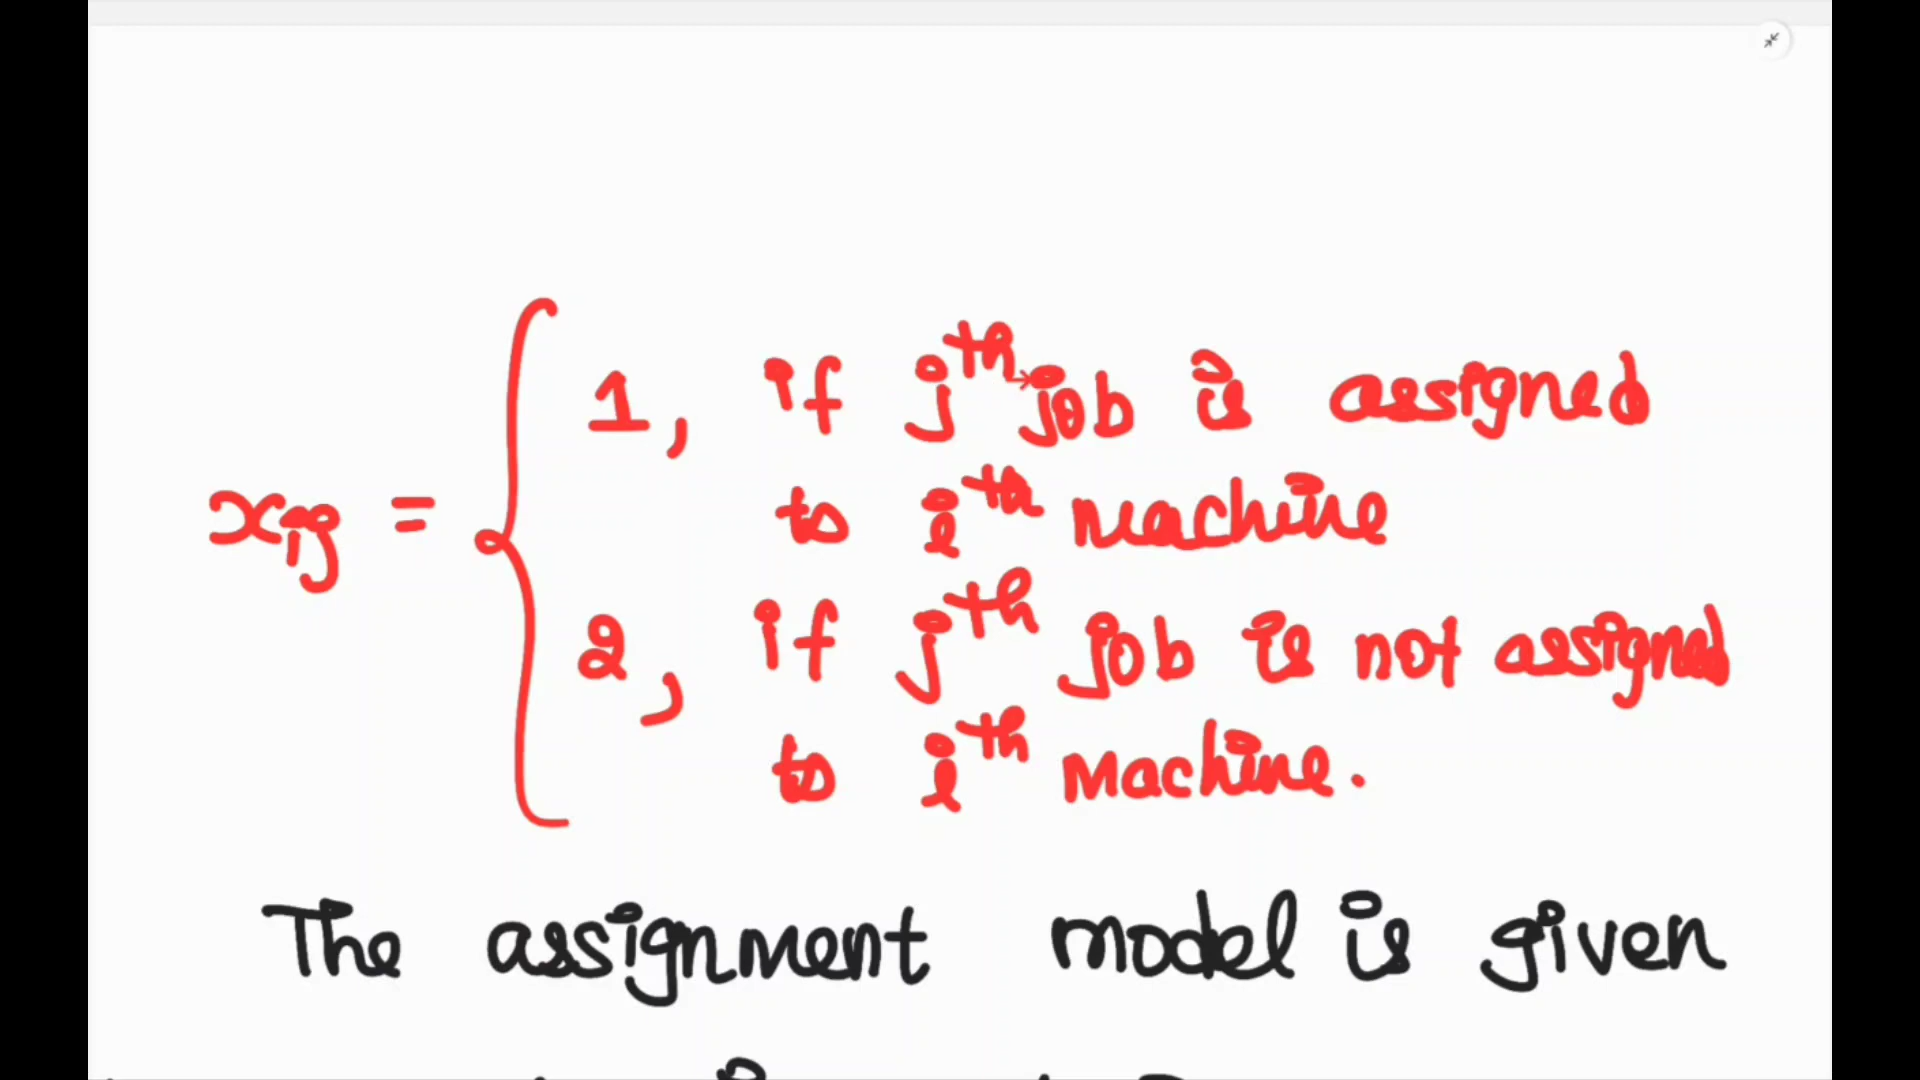 1, if jth job is assigned
to ith machine
xij =
2, if jth job is not assigned
to ith Machine.
The assignment model is given